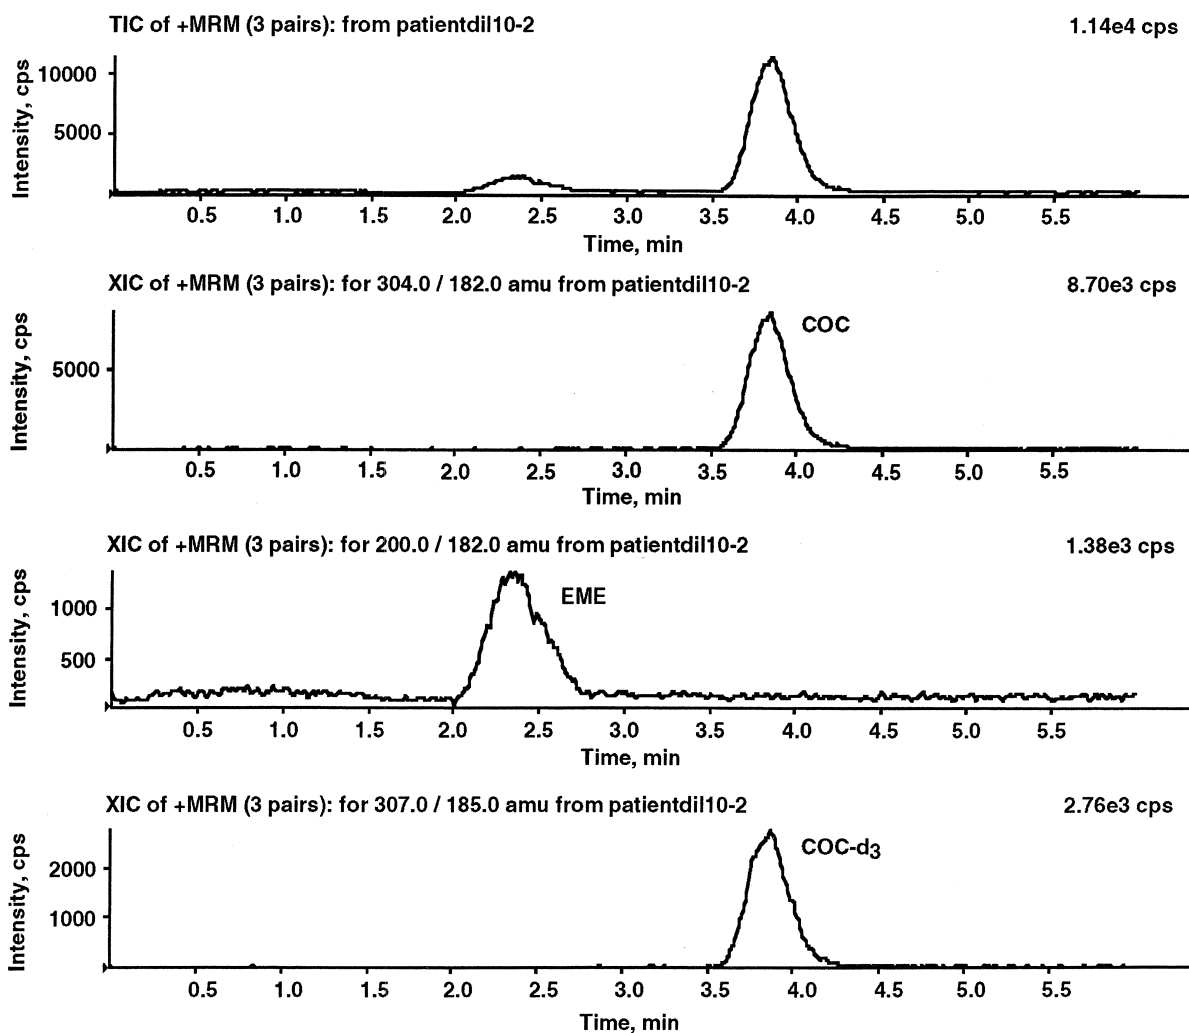 TIC of +MRM (3 pairs): from patientdil10-2 1.14e4 cps
Intensity, cps
10000
5000
0.5 1.0 1.5 2.0 2.5 3.0 3.5 4.0 4.5 5.0 5.5
Time, min
XIC of +MRM (3 pairs): for 304.0 / 182.0 amu from patientdil10-2 8.70e3 cps
Intensity, cps
COC
5000
0.5 1.0 1.5 2.0 2.5 3.0 3.5 4.0 4.5 5.0 5.5
Time, min
XIC of +MRM (3 pairs): for 200.0 / 182.0 amu from patientdil10-2 1.38e3 cps
Intensity, cps
EME
1000
500
0.5 1.0 1.5 2.0 2.5 3.0 3.5 4.0 4.5 5.0 5.5
Time, min
XIC of +MRM (3 pairs): for 307.0 / 185.0 amu from patientdil10-2 2.76e3 cps
Intensity, cps
COC-d3
2000
1000
0.5 1.0 1.5 2.0 2.5 3.0 3.5 4.0 4.5 5.0 5.5
Time, min